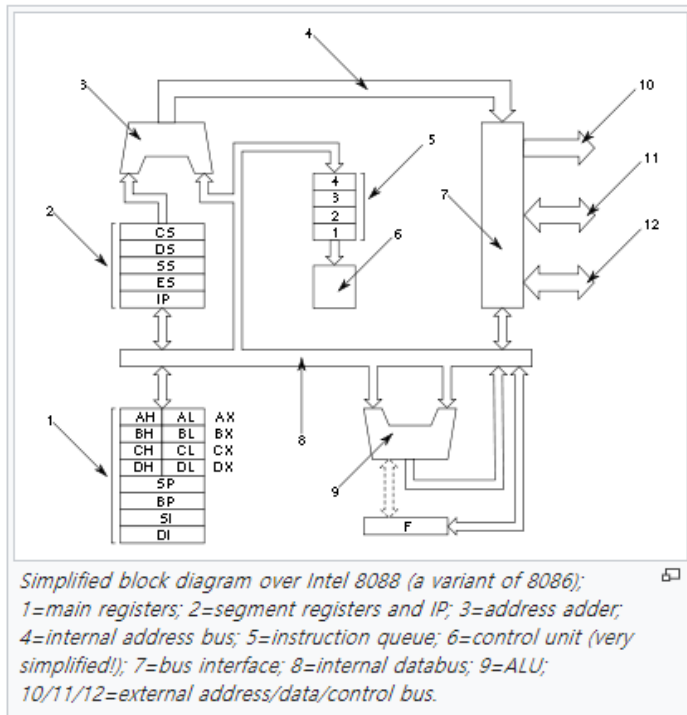 4
3
10
5
11
4
3
2
7
2
1
6
12
CS
DS
SS
ES
IP
1
AH AL AX
BH BL BX
CH CL CX
DH DL DX
SP
BP
SI
DI
8
9
F
Simplified block diagram over Intel 8088 (a variant of 8086);
1=main registers; 2=segment registers and IP; 3=address adder;
4=internal address bus; 5=instruction queue; 6=control unit (very
simplified!); 7=bus interface; 8=internal databus; 9=ALU;
10/11/12=external address/data/control bus.